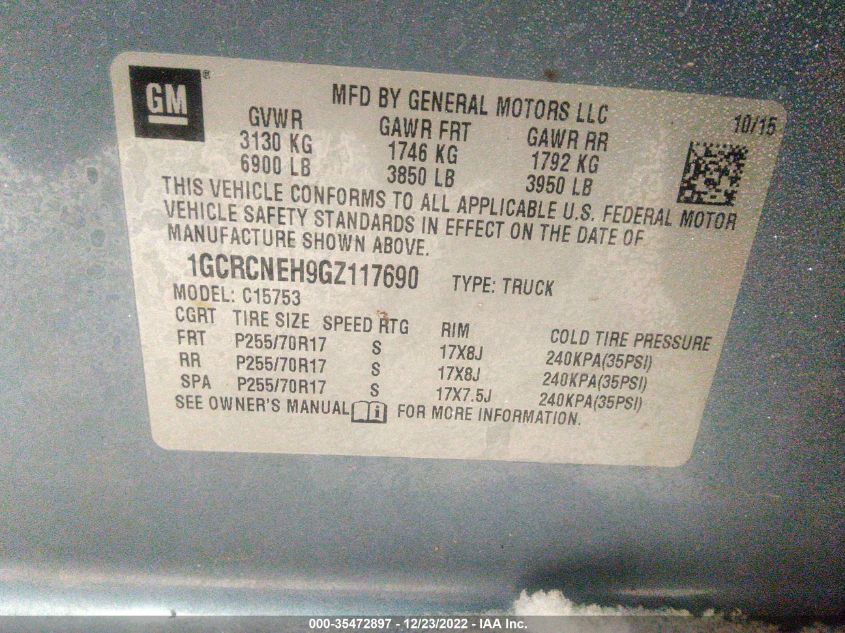 GM®
MFD BY GENERAL MOTORS LLC
10/15
GVWR GAWR FRT GAWR RR
3130 KG 1746 KG 1792 KG
6900 LB 3850 LB 3950 LB
THIS VEHICLE CONFORMS TO ALL APPLICABLE U.S. FEDERAL MOTOR
VEHICLE SAFETY STANDARDS IN EFFECT ON THE DATE OF
MANUFACTURE SHOWN ABOVE.
1GCRCNEH9GZ117690 TYPE: TRUCK
MODEL: C15753
CGRT TIRE SIZE SPEED RTG RIM COLD TIRE PRESSURE
FRT P255/70R17 S 17X8J 240KPA(35PSI)
RR P255/70R17 S 17X8J 240KPA(35PSI)
SPA P255/70R17 S 17X7.5J 240KPA(35PSI)
SEE OWNER'S MANUAL FOR MORE INFORMATION.
000-35472897 - 12/23/2022 - IAA Inc.